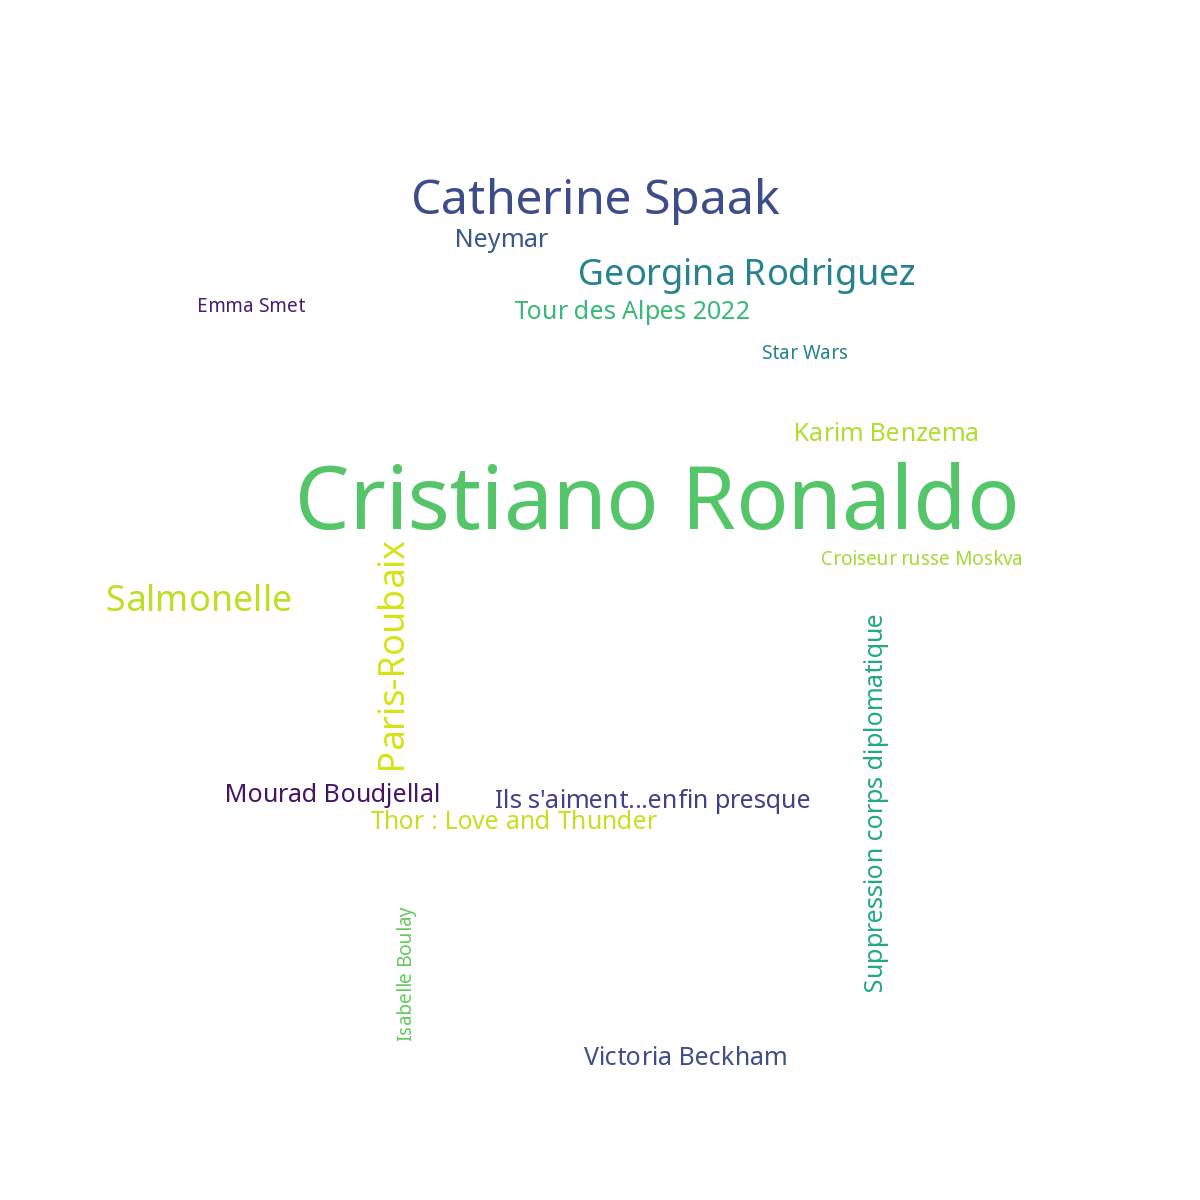 Catherine Spaak
Neymar
Georgina Rodriguez
Emma Smet
Tour des Alpes 2022
Star Wars
Karim Benzema
Cristiano Ronaldo
Croiseur russe Moskva
Salmonelle
Paris-Roubaix
Suppression corps diplomatique
Mourad Boudjellal
Ils s'aiment...enfin presque
Thor : Love and Thunder
Isabelle Boulay
Victoria Beckham